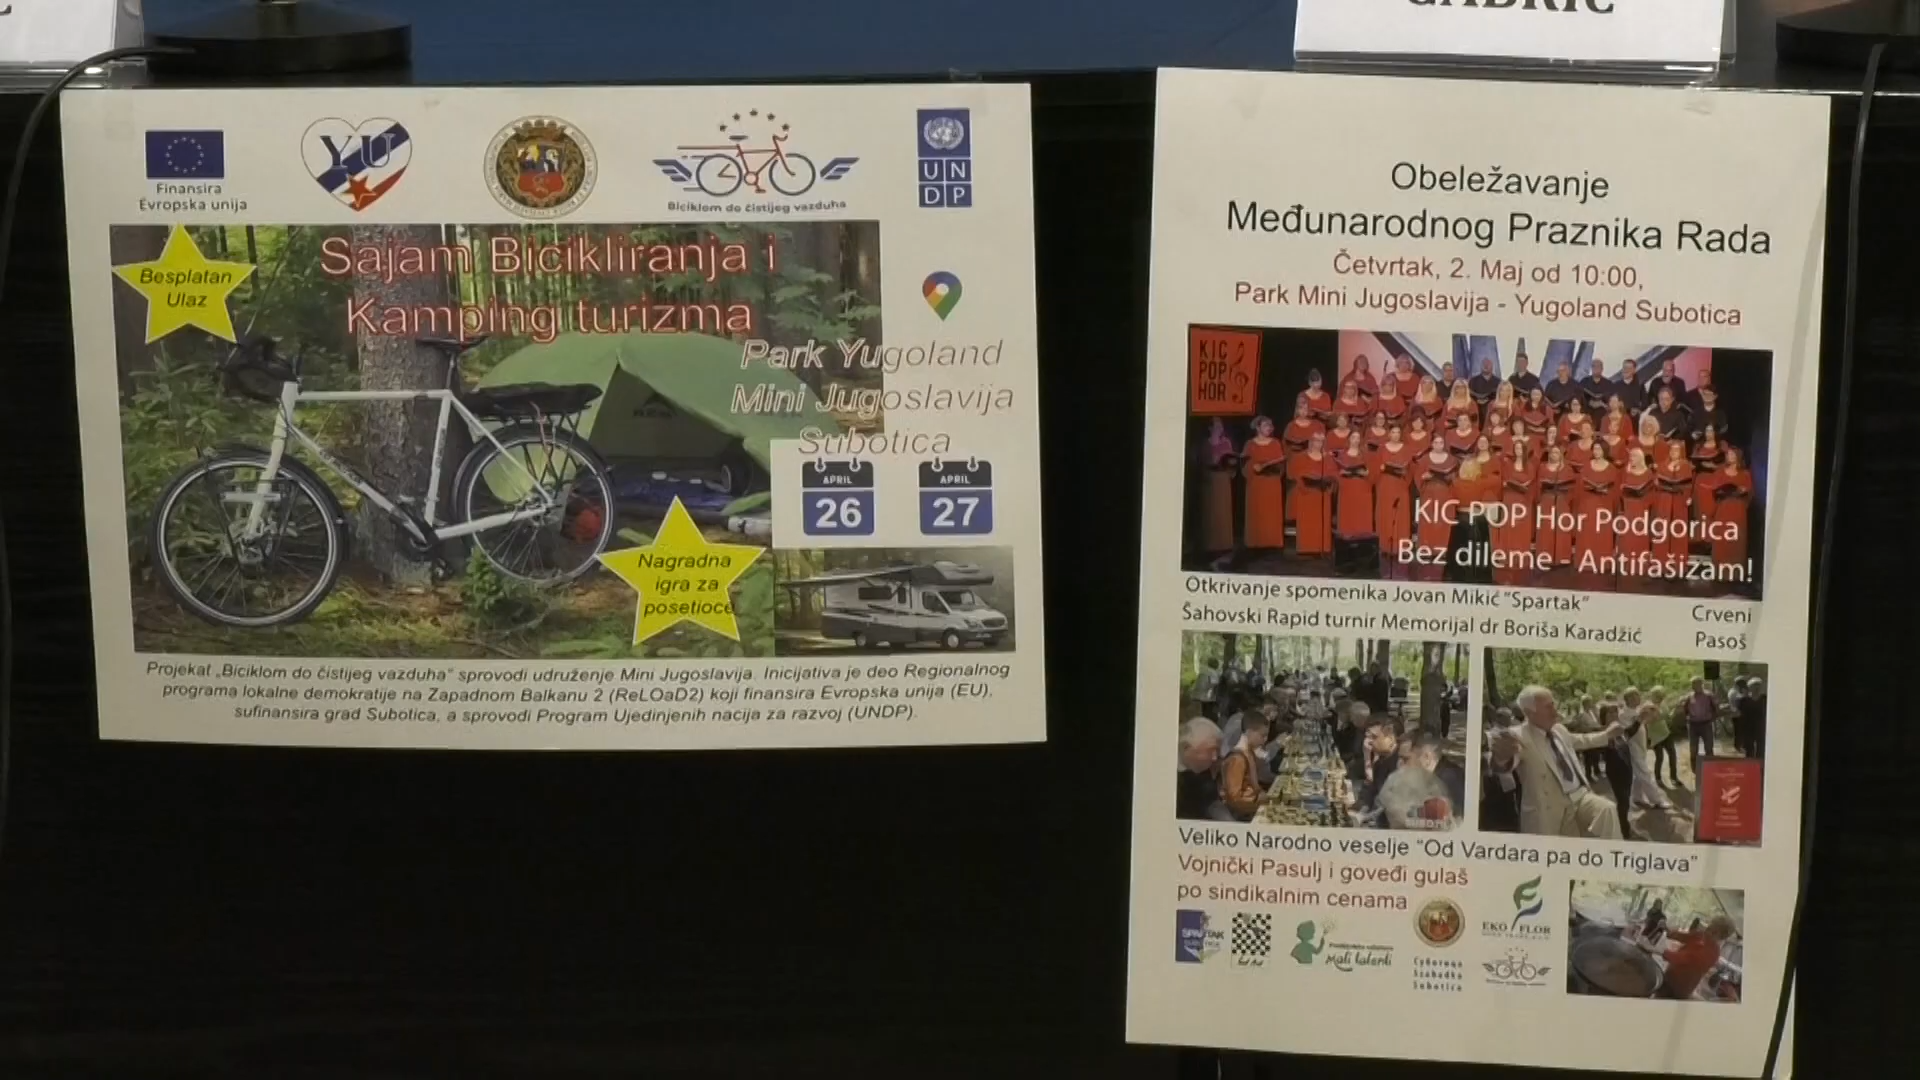 Finansira
Evropska unija
YU
Biciklom do čistijeg vazduha
UN
DP
Besplatan
Ulaz
Sajam Bicikliranja i
Kamping turizma
Park Yugoland
Mini Jugoslavija
Subotica
APRIL
26
APRIL
27
Nagradna
igra za
posetioce
Projekat „Biciklom do čistijeg vazduha“ sprovodi udruženje Mini Jugoslavija. Inicijativa je deo Regionalnog
programa lokalne demokratije na Zapadnom Balkanu 2 (ReLOaD2) koji finansira Evropska unija (EU),
sufinansira grad Subotica, a sprovodi Program Ujedinjenih nacija za razvoj (UNDP).
Obeležavanje
Međunarodnog Praznika Rada
Četvrtak, 2. Maj od 10:00,
Park Mini Jugoslavija - Yugoland Subotica
KIC
POP
HOR
KIC POP Hor Podgorica
Bez dileme - Antifašizam!
Otkrivanje spomenika Jovan Mikić "Spartak"
Šahovski Rapid turnir Memorijal dr Boriša Karadžić
Crveni
Pasoš
Veliko Narodno veselje "Od Vardara pa do Triglava"
Vojnički Pasulj i goveđi gulaš
po sindikalnim cenama
SPARTAK
Mali talenti
Суботица
Szabadka
Subotica
EKO FLOR